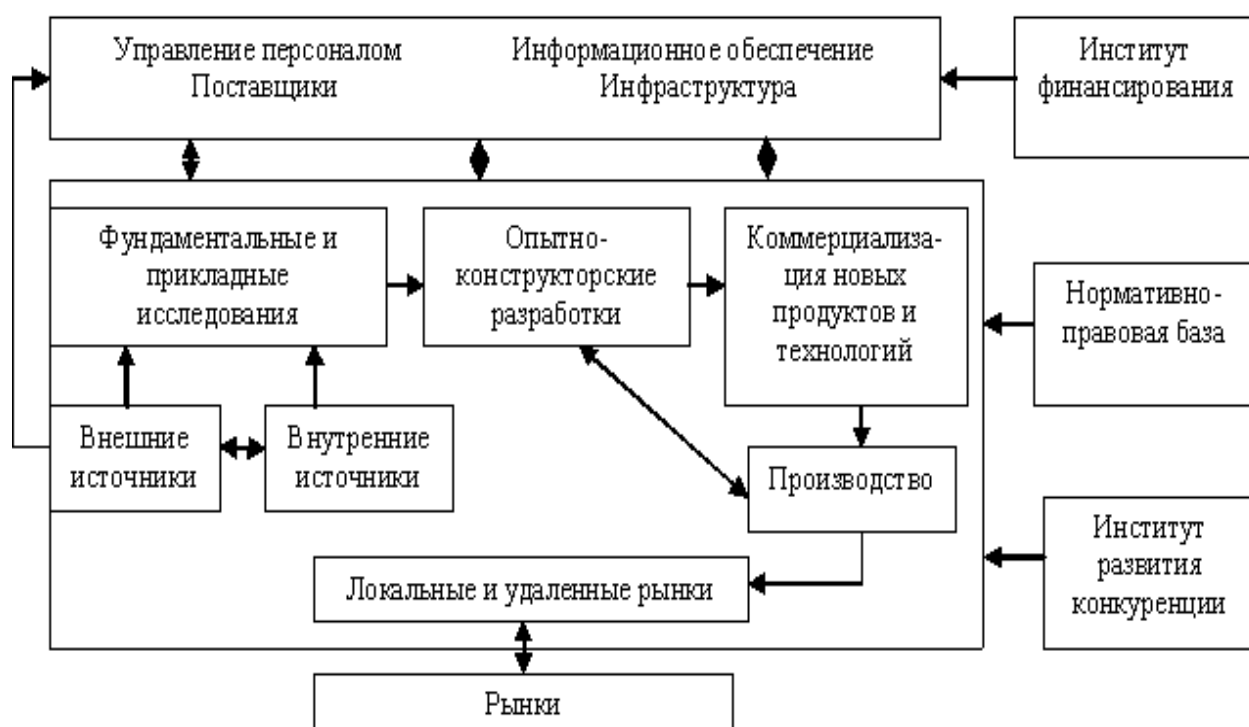 Управление персоналом
Поставщики
Информационное обеспечение
Инфраструктура
Институт
финансирования
Фундаментальные и
прикладные
исследования
Опытно-
конструкторские
разработки
Коммерциализа-
ция новых
продуктов и
технологий
Нормативно-
правовая база
Внешние
источники
Внутренние
источники
Производство
Институт
развития
конкуренции
Локальные и удаленные рынки
Рынки